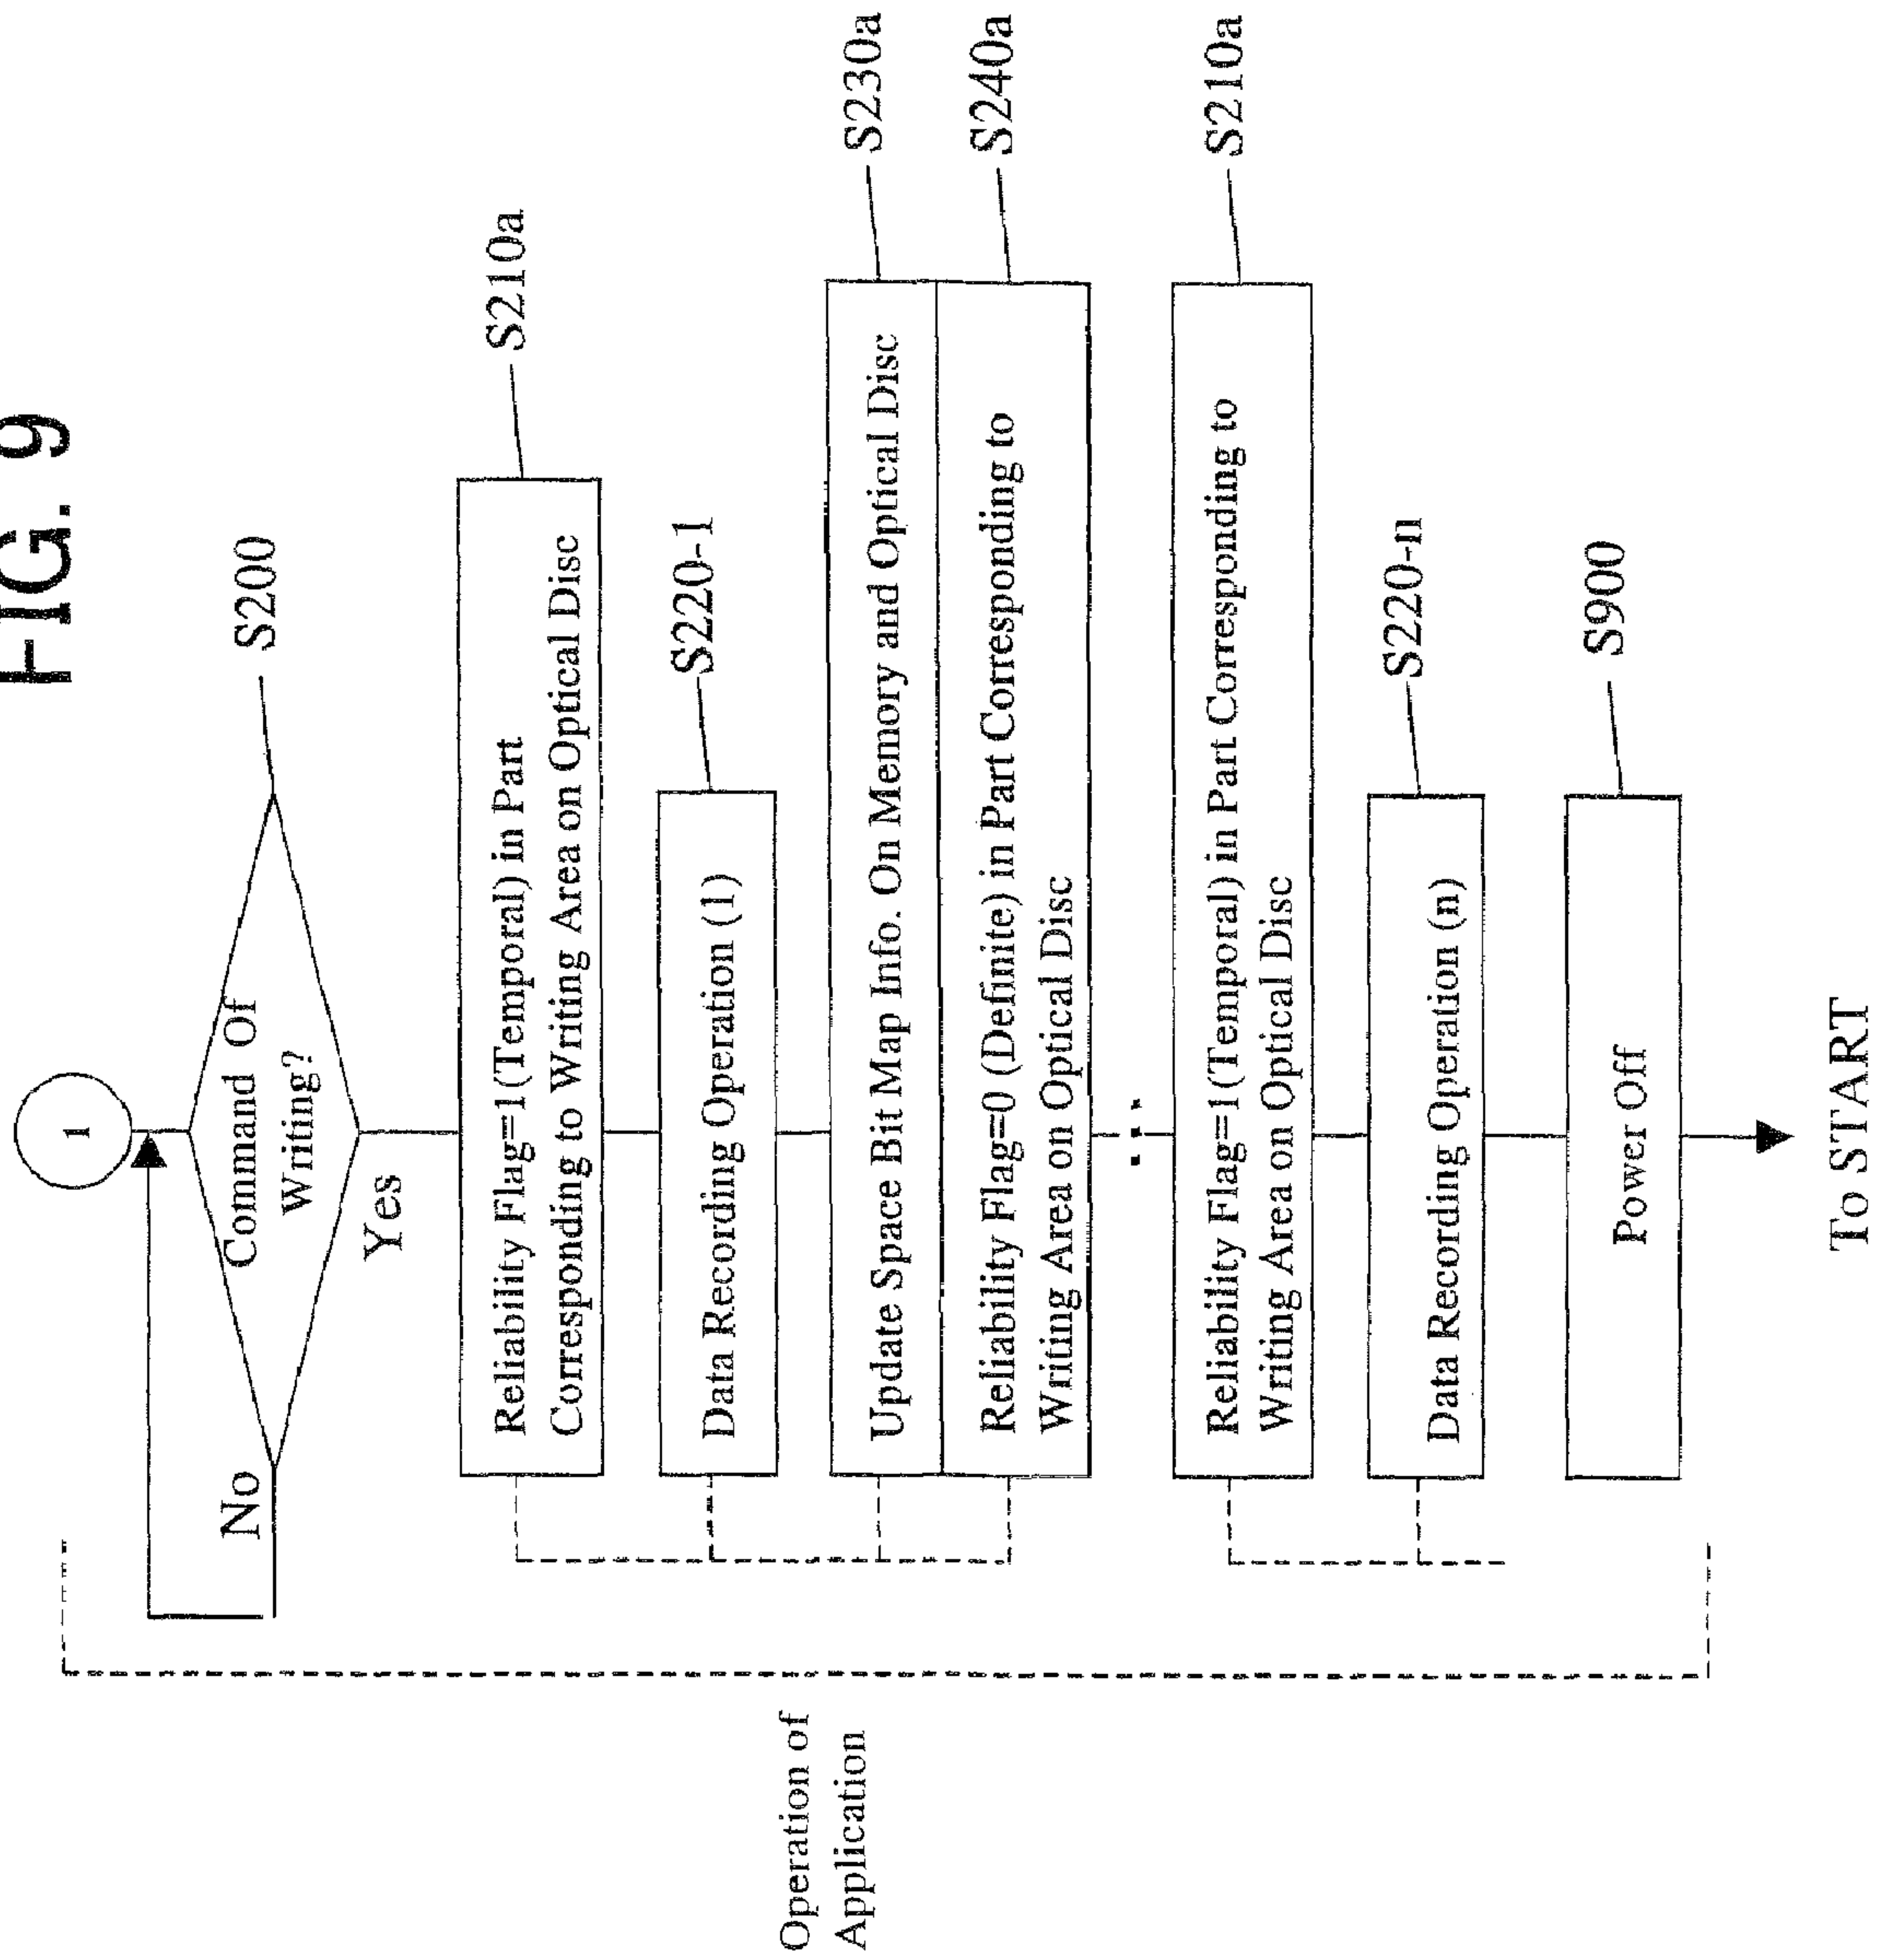 FIG. 9
1
Command Of
Writing?
S200
No
Yes
Reliability Flag=1(Temporal) in Part
Corresponding to Writing Area on Optical Disc
S210a
Data Recording Operation (1)
S220-1
Update Space Bit Map Info. On Memory and Optical Disc
S230a
Reliability Flag=0 (Definite) in Part Corresponding to
Writing Area on Optical Disc
S240a
Reliability Flag=1(Temporal) in Part Corresponding to
Writing Area on Optical Disc
S210a
Data Recording Operation (n)
S220-n
Power Off
S900
To START
Operation of
Application